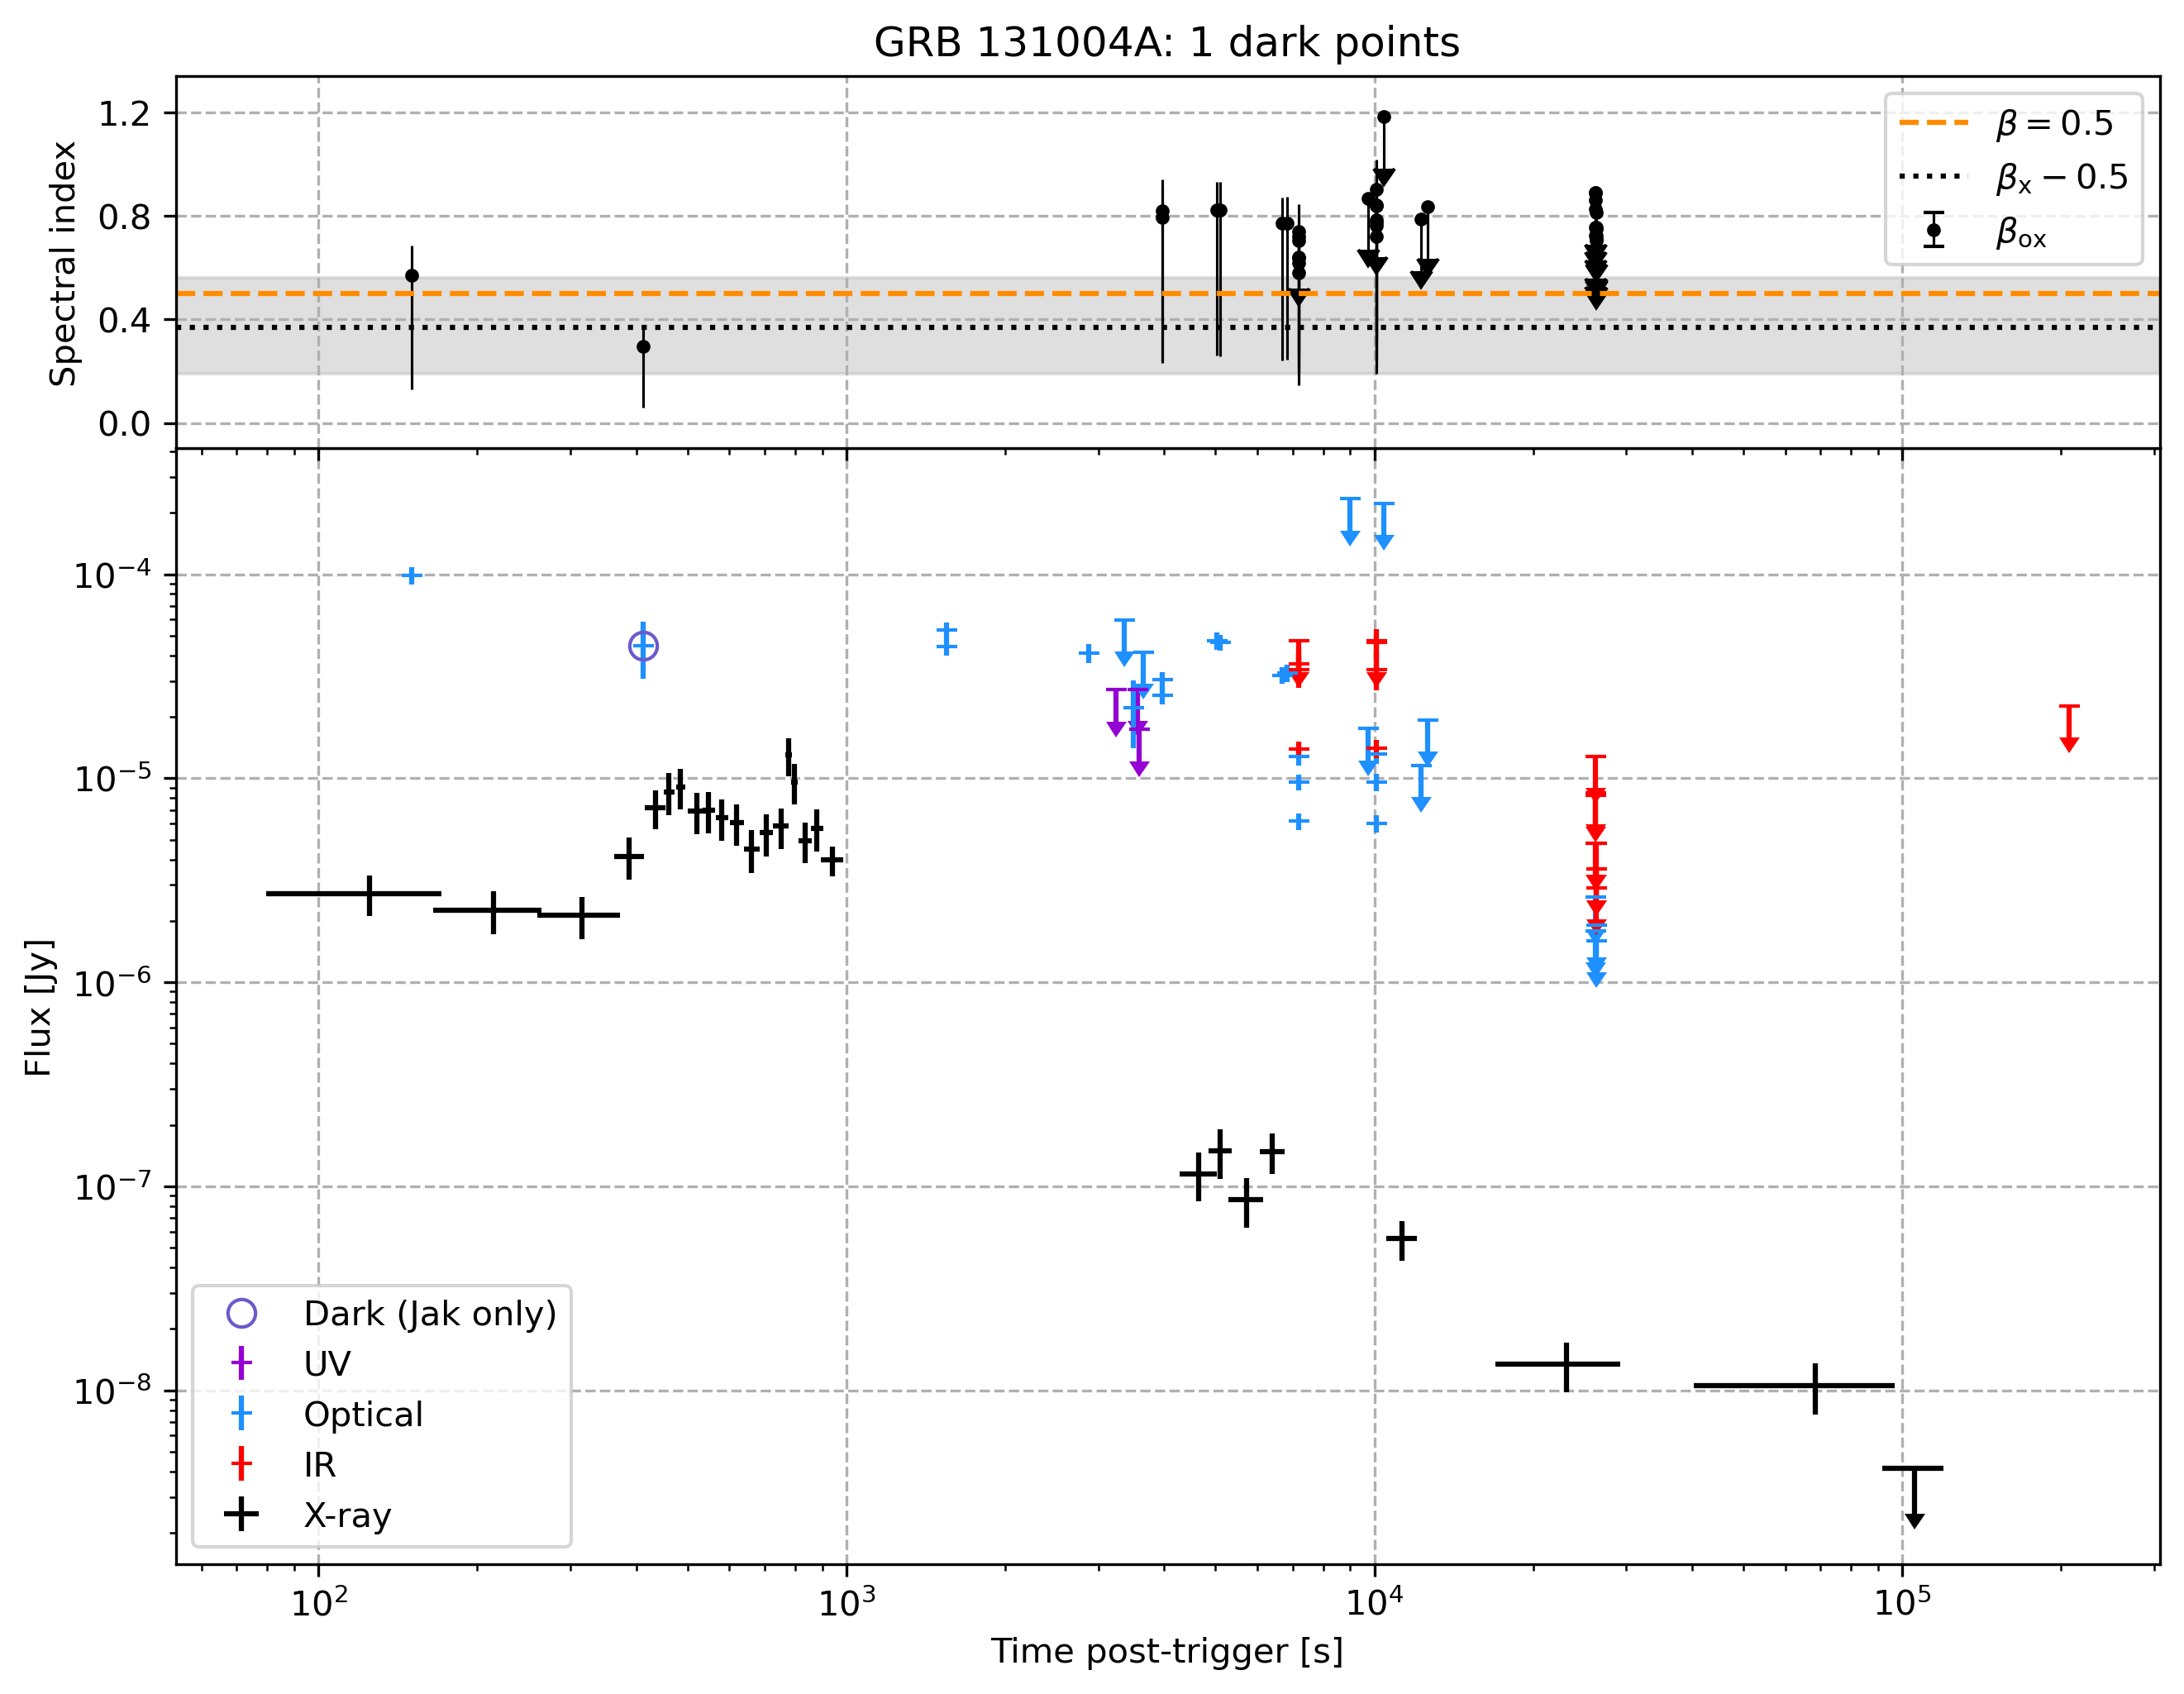 GRB 131004A: 1 dark points
Spectral index
1.2
0.8
0.4
0.0
β = 0.5
βx − 0.5
βox
Flux [Jy]
10⁻⁴
10⁻⁵
10⁻⁶
10⁻⁷
10⁻⁸
Dark (Jak only)
UV
Optical
IR
X-ray
10² 10³ 10⁴ 10⁵
Time post-trigger [s]